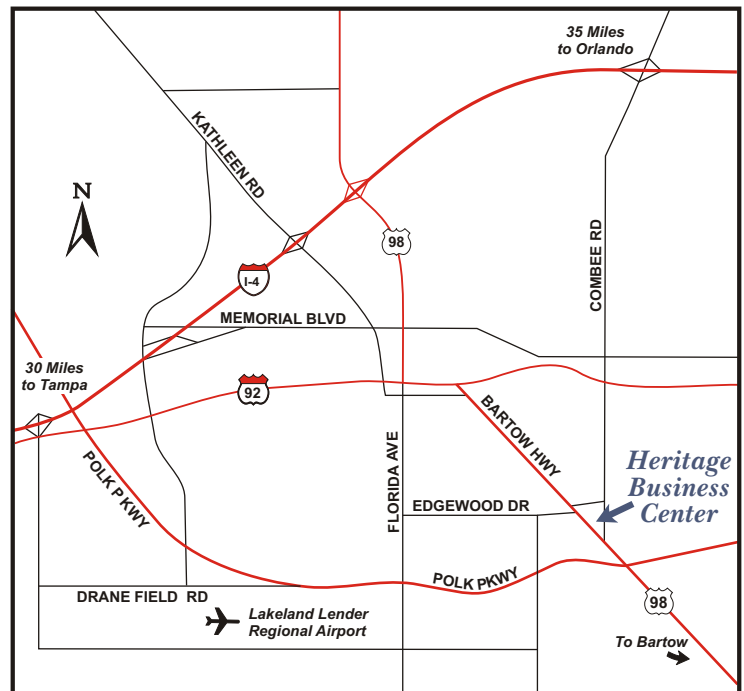 35 Miles
to Orlando
KATHLEEN RD
N
98
COMBEE RD
I-4
MEMORIAL BLVD
30 Miles
to Tampa
92
BARTOW HWY
POLK P KWY
FLORIDA AVE
Heritage
Business
Center
EDGEWOOD DR
POLK PKWY
DRANE FIELD RD
98
Lakeland Lender
Regional Airport
To Bartow